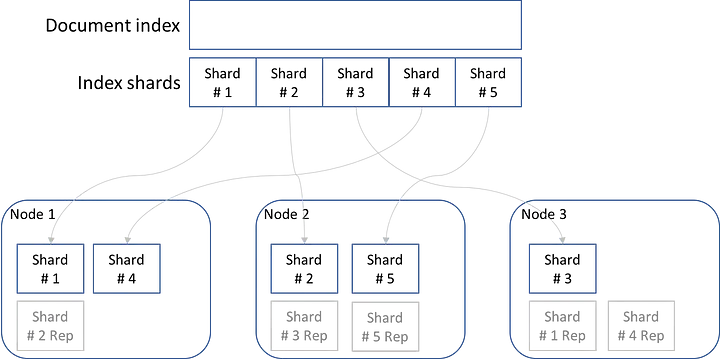 Document index
Index shards
Shard
# 1
Shard
# 2
Shard
# 3
Shard
# 4
Shard
# 5
Node 1
Shard
# 1
Shard
# 4
Shard
# 2 Rep
Node 2
Shard
# 2
Shard
# 5
Shard
# 3 Rep
Shard
# 5 Rep
Node 3
Shard
# 3
Shard
# 1 Rep
Shard
# 4 Rep